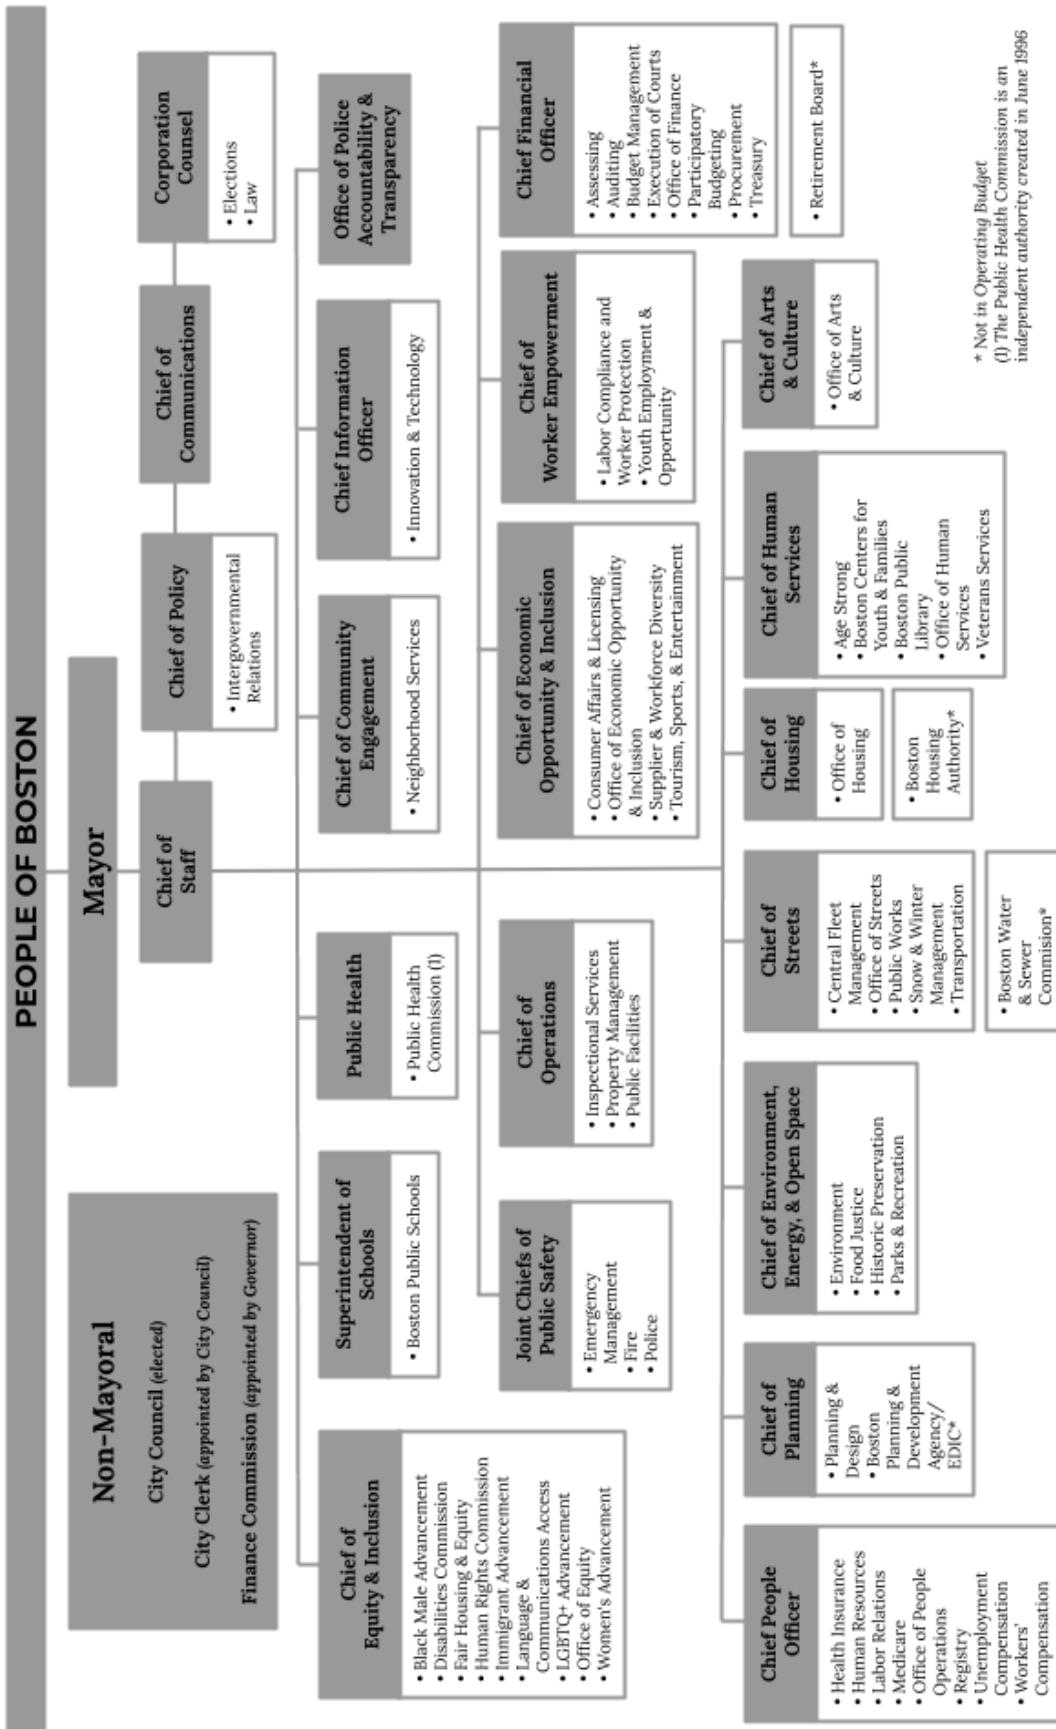 PEOPLE OF BOSTON
Non-Mayoral
City Council (elected)
City Clerk (appointed by City Council)
Finance Commission (appointed by Governor)
Mayor
Chief of
Staff
Chief of Policy
• Intergovernmental
Relations
Chief of
Communications
Corporation
Counsel
• Elections
• Law
Chief of
Equity & Inclusion
• Black Male Advancement
• Disabilities Commission
• Fair Housing & Equity
• Human Rights Commission
• Immigrant Advancement
• Language &
Communications Access
• LGBTQ+ Advancement
• Office of Equity
• Women's Advancement
Superintendent of
Schools
• Boston Public Schools
Public Health
• Public Health
Commission (1)
Chief of Community
Engagement
• Neighborhood Services
Chief Information
Officer
• Innovation & Technology
Office of Police
Accountability &
Transparency
Joint Chiefs of
Public Safety
• Emergency
Management
• Fire
• Police
Chief of
Operations
• Inspectional Services
• Property Management
• Public Facilities
Chief of Economic
Opportunity & Inclusion
• Consumer Affairs & Licensing
• Office of Economic Opportunity
& Inclusion
• Supplier & Workforce Diversity
• Tourism, Sports, & Entertainment
Chief of
Worker Empowerment
• Labor Compliance and
Worker Protection
• Youth Employment &
Opportunity
Chief Financial
Officer
• Assessing
• Auditing
• Budget Management
• Execution of Courts
• Office of Finance
• Participatory
Budgeting
• Procurement
• Treasury
• Retirement Board*
Chief People
Officer
• Health Insurance
• Human Resources
• Labor Relations
• Medicare
• Office of People
Operations
• Registry
• Unemployment
Compensation
• Workers'
Compensation
Chief of
Planning
• Planning &
Design
• Boston
Planning &
Development
Agency/
EDIC*
Chief of Environment,
Energy, & Open Space
• Environment
• Food Justice
• Historic Preservation
• Parks & Recreation
Chief of
Streets
• Central Fleet
Management
• Office of Streets
• Public Works
• Snow & Winter
Management
• Transportation
• Boston Water
& Sewer
Commision*
Chief of
Housing
• Office of
Housing
• Boston
Housing
Authority*
Chief of Human
Services
• Age Strong
• Boston Centers for
Youth & Families
• Boston Public
Library
• Office of Human
Services
• Veterans Services
Chief of Arts
& Culture
• Office of Arts
& Culture
* Not in Operating Budget
(1) The Public Health Commission is an
independent authority created in June 1996